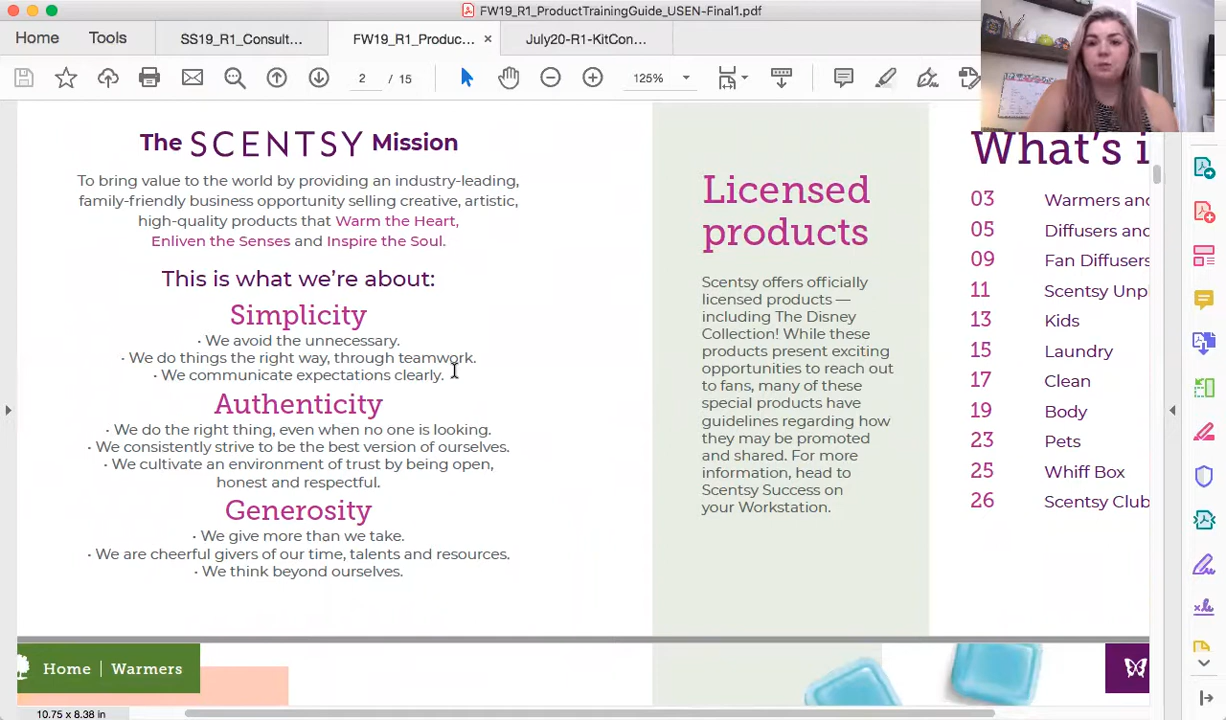 FW19_R1_ProductTrainingGuide_USEN-Final1.pdf
Home
Tools
SS19_R1_Consult...
FW19_R1_Produc...
July20-R1-KitCon...
2 / 15
125%
The SCENTSY Mission
To bring value to the world by providing an industry-leading,
family-friendly business opportunity selling creative, artistic,
high-quality products that Warm the Heart,
Enliven the Senses and Inspire the Soul.
This is what we're about:
Simplicity
· We avoid the unnecessary.
· We do things the right way, through teamwork.
· We communicate expectations clearly.
Authenticity
· We do the right thing, even when no one is looking.
· We consistently strive to be the best version of ourselves.
· We cultivate an environment of trust by being open,
honest and respectful.
Generosity
· We give more than we take.
· We are cheerful givers of our time, talents and resources.
· We think beyond ourselves.
Licensed
products
Scentsy offers officially
licensed products —
including The Disney
Collection! While these
products present exciting
opportunities to reach out
to fans, many of these
special products have
guidelines regarding how
they may be promoted
and shared. For more
information, head to
Scentsy Success on
your Workstation.
What's i
03 Warmers and
05 Diffusers and
09 Fan Diffusers
11 Scentsy Unpl
13 Kids
15 Laundry
17 Clean
19 Body
23 Pets
25 Whiff Box
26 Scentsy Club
Home | Warmers
10.75 x 8.38 in